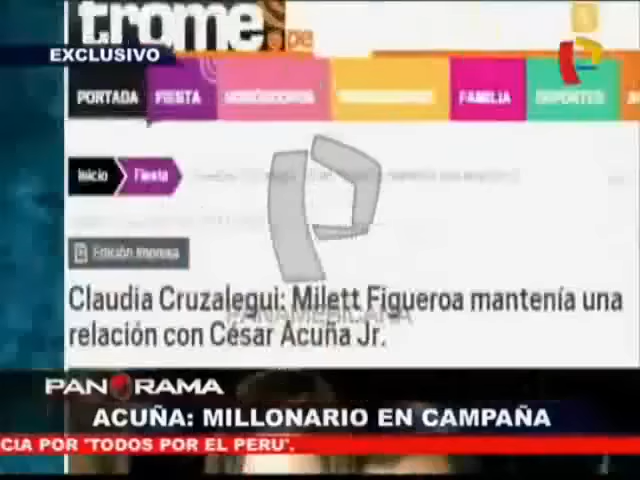 trome.pe
EXCLUSIVO
PORTADA FIESTA FAMILIA DEPORTES
Inicio Fiesta
Edición Impresa
Claudia Cruzalegui: Milett Figueroa mantenía una
relación con César Acuña Jr.
PANAMERICANA
PANORAMA
ACUÑA: MILLONARIO EN CAMPAÑA
CIA POR "TODOS POR EL PERU".